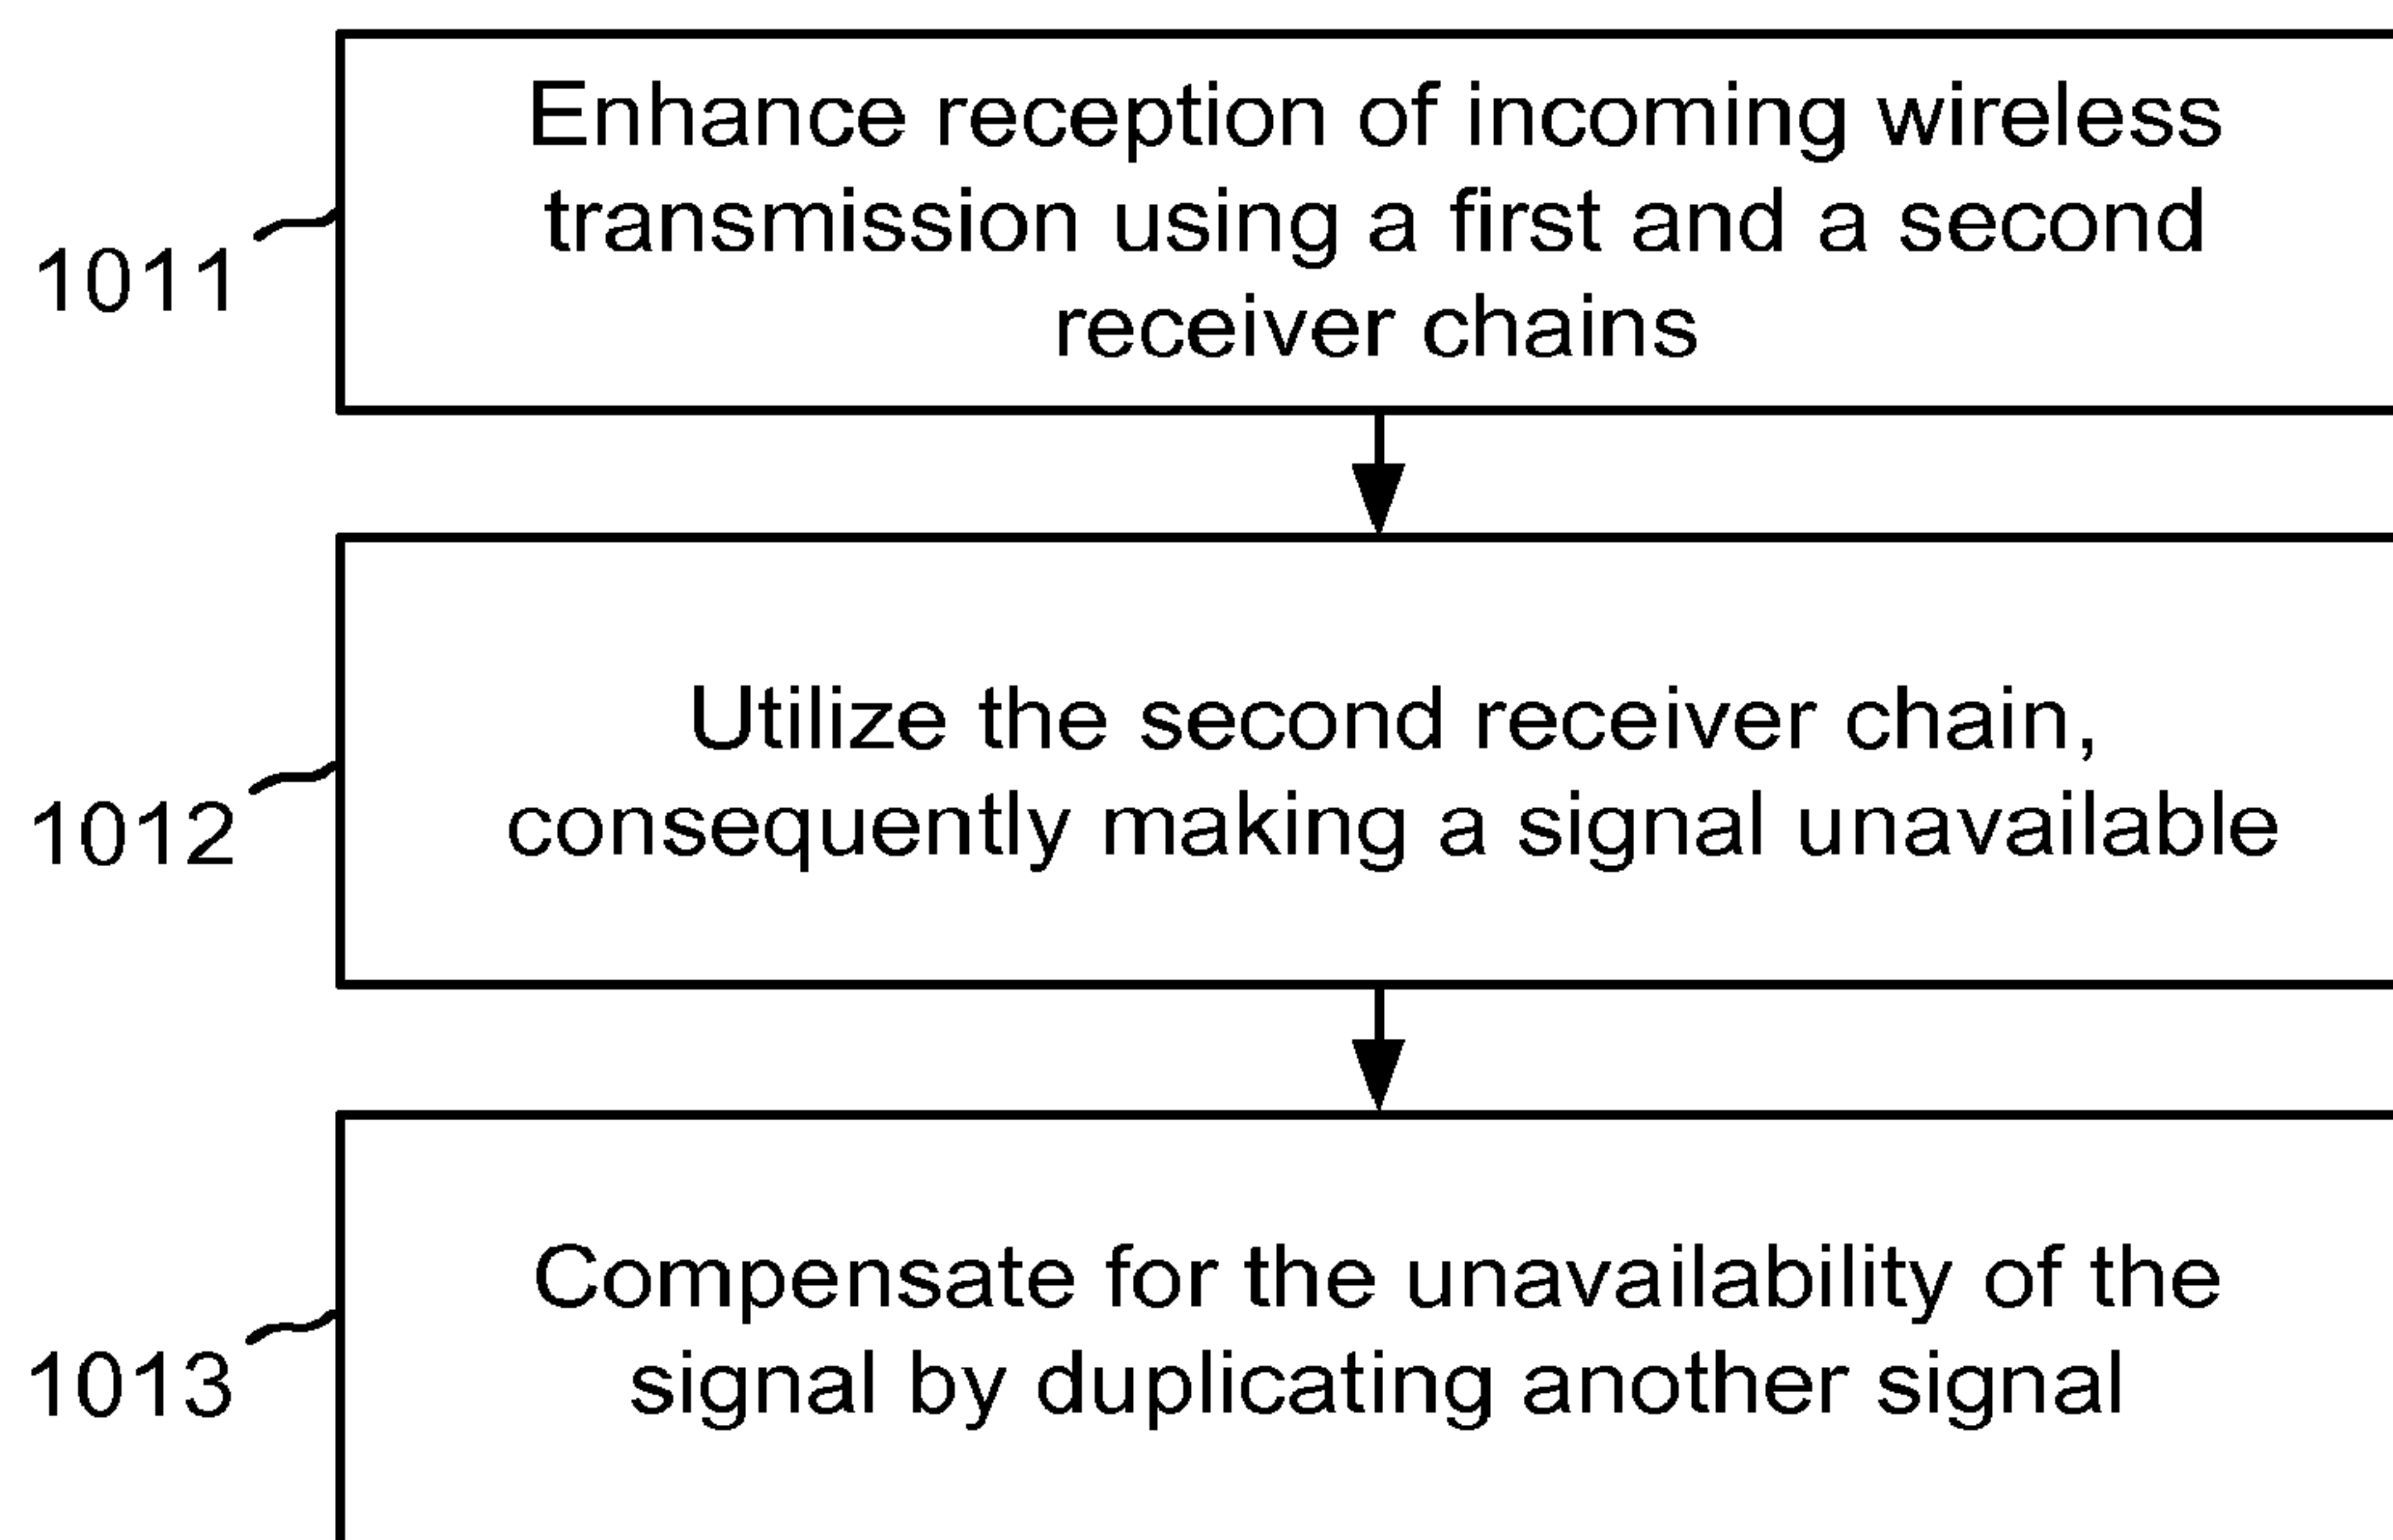 Enhance reception of incoming wireless
transmission using a first and a second
receiver chains
1011
Utilize the second receiver chain,
consequently making a signal unavailable
1012
Compensate for the unavailability of the
signal by duplicating another signal
1013